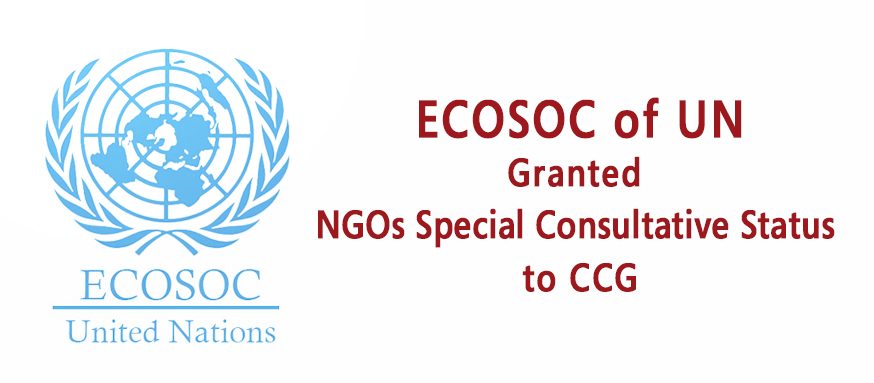 ECOSOC
United Nations
ECOSOC of UN
Granted
NGOs Special Consultative Status
to CCG